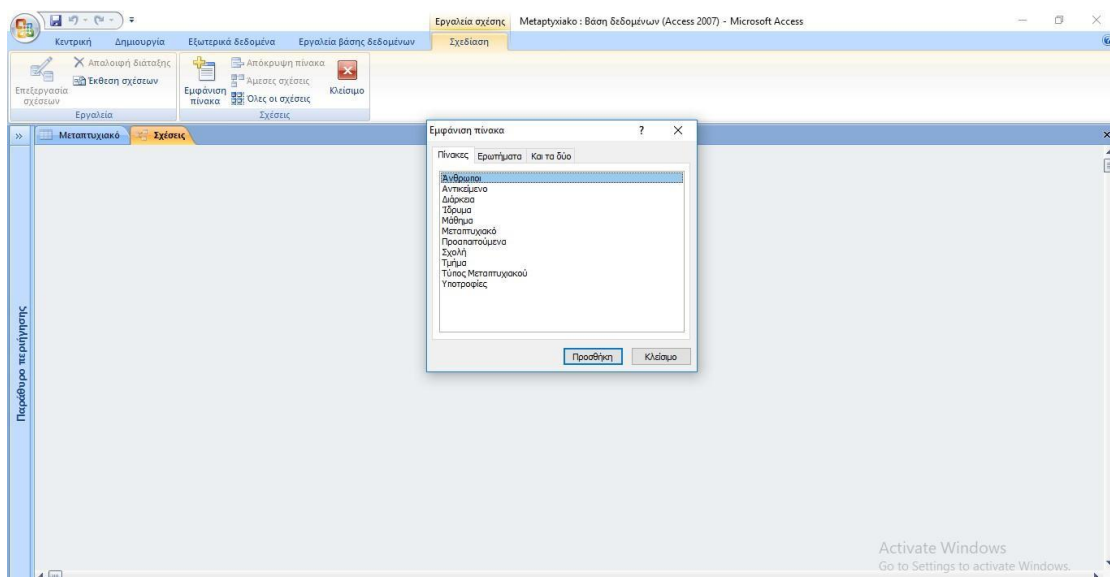 Εργαλεία σχέσης Metaptyxiako : Βάση δεδομένων (Access 2007) - Microsoft Access
Κεντρική Δημιουργία Εξωτερικά δεδομένα Εργαλεία βάσης δεδομένων Σχεδίαση
Επεξεργασία σχέσεων
Απαλοιφή διάταξης
Έκθεση σχέσεων
Εργαλεία
Εμφάνιση πίνακα
Απόκρυψη πίνακα
Άμεσες σχέσεις
Όλες οι σχέσεις
Κλείσιμο
Σχέσεις
Μεταπτυχιακό Σχέσεις
Παράθυρο περιήγησης
Εμφάνιση πίνακα
Πίνακες Ερωτήματα Και τα δύο
Άνθρωποι
Αντικείμενο
Διάρκεια
Ίδρυμα
Μάθημα
Μεταπτυχιακό
Προαπαιτούμενα
Σχολή
Τμήμα
Τύπος Μεταπτυχιακού
Υποτροφίες
Προσθήκη Κλείσιμο
Activate Windows
Go to Settings to activate Windows.